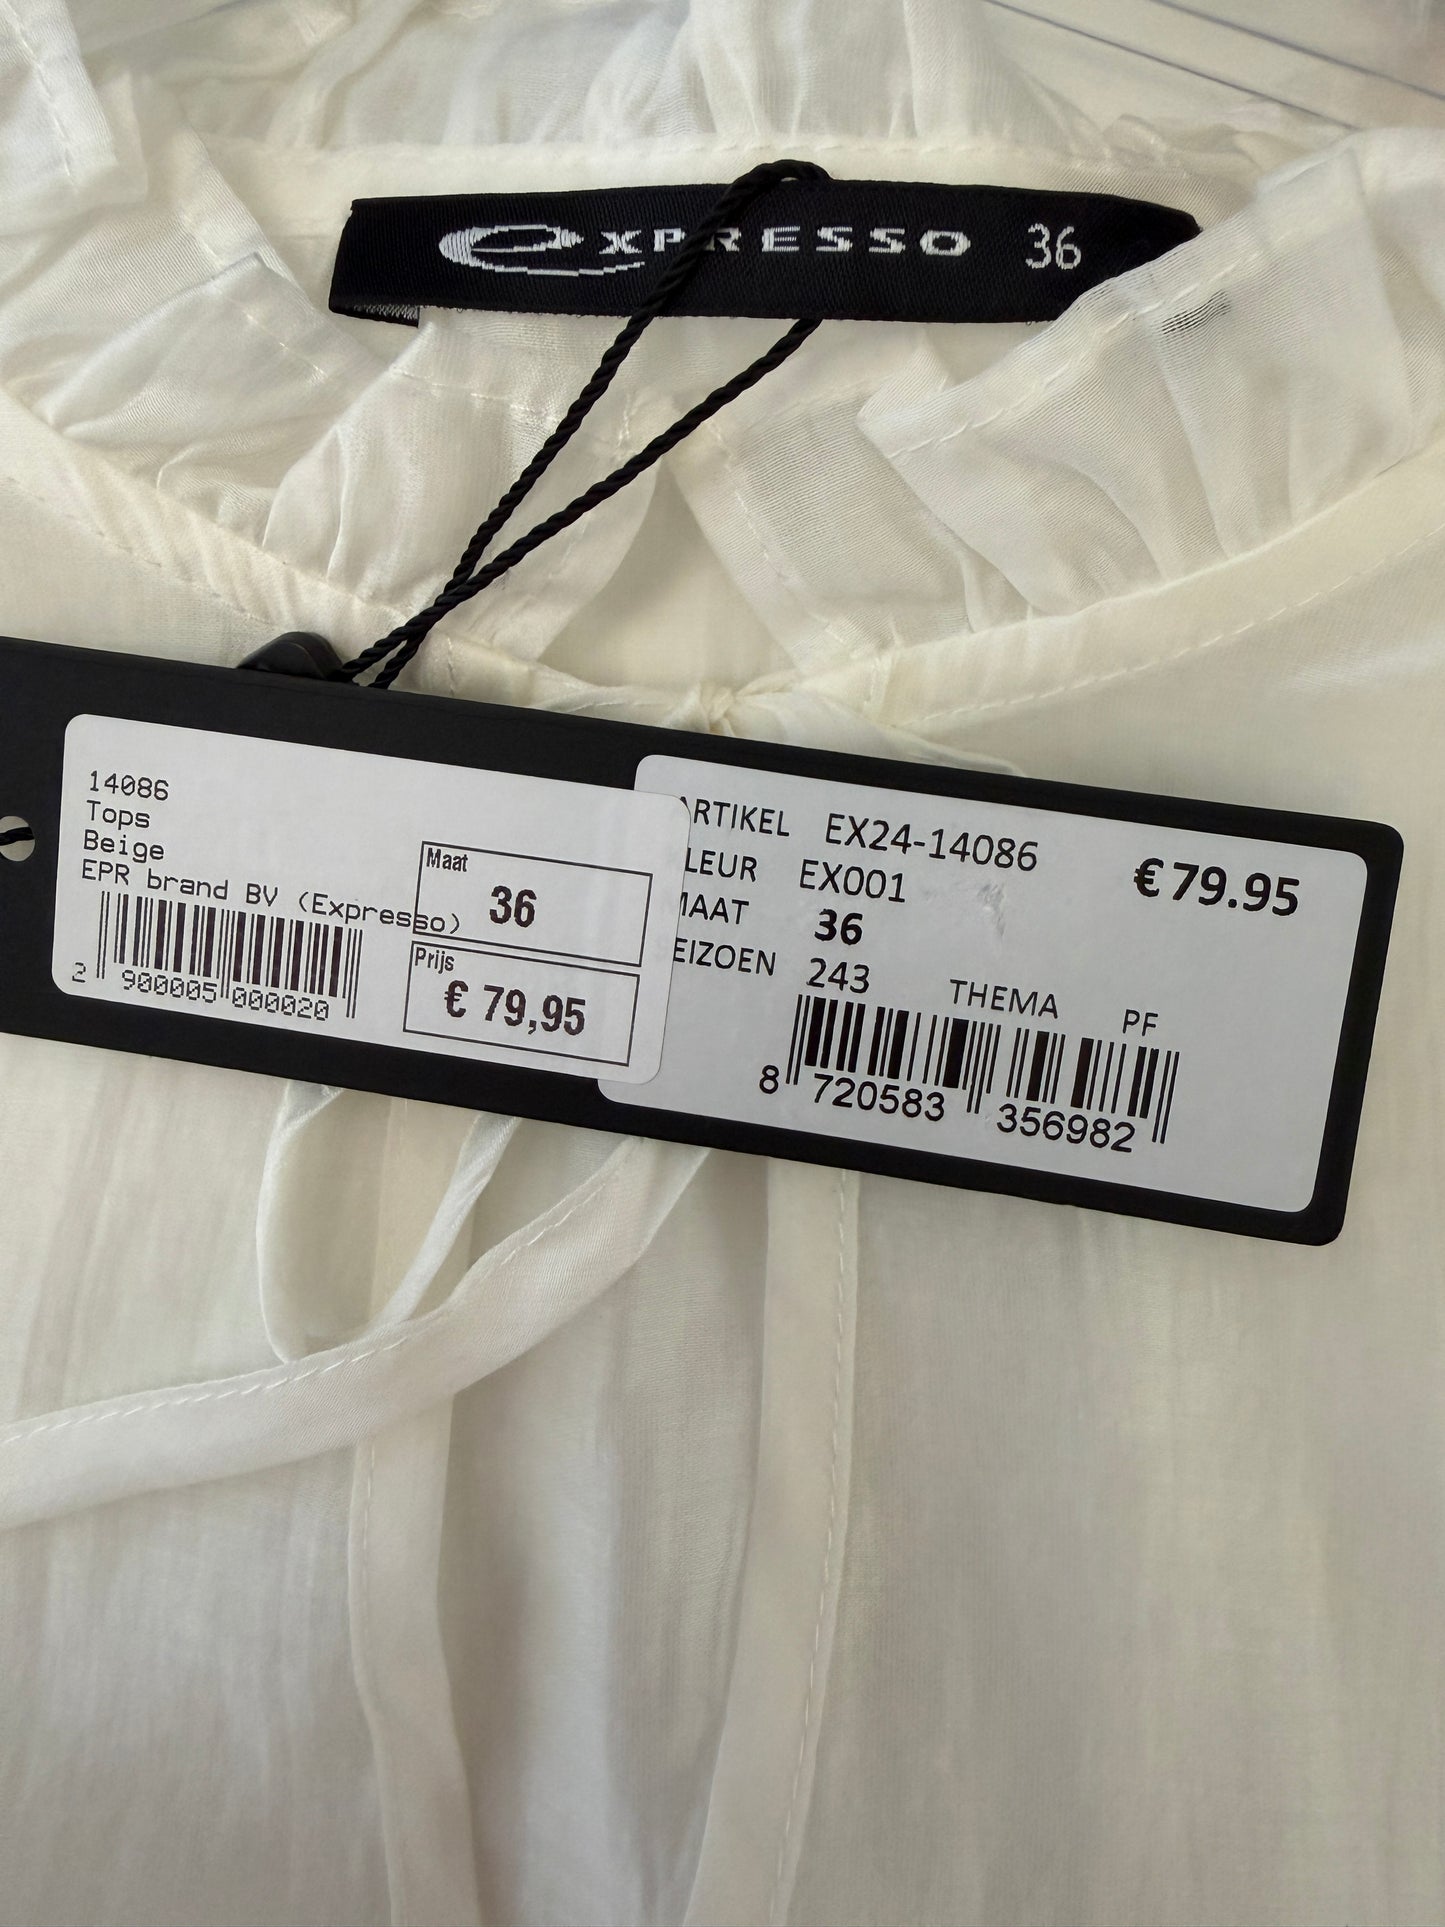 expresso 36
14086
Tops
Beige
EPR brand BV (Expresso)
Maat
36
Prijs
€ 79,95
2 900005 000020
ARTIKEL EX24-14086
€79.95
LEUR EX001
MAAT 36
EIZOEN 243 THEMA PF
8 720583 356982